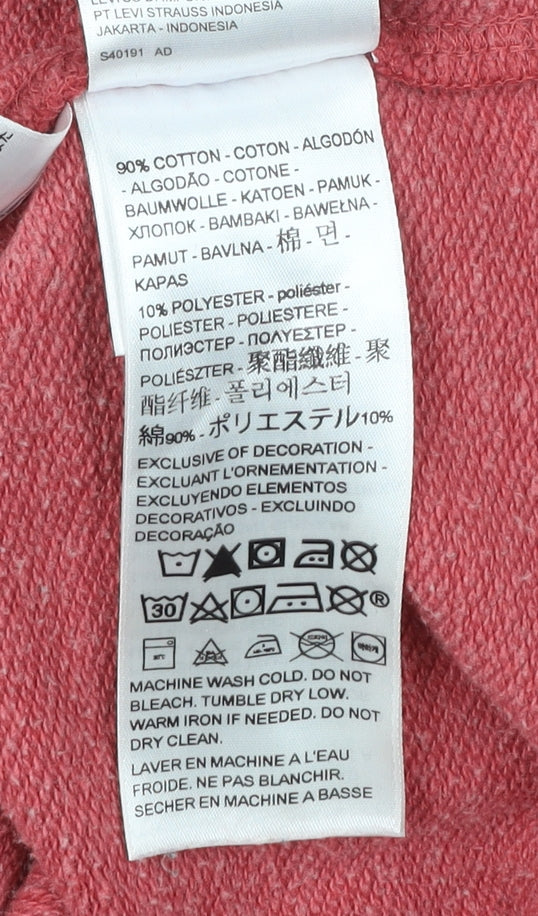 PT LEVI STRAUSS INDONESIA
JAKARTA - INDONESIA
S40191 AD
90% COTTON - COTON - ALGODÓN
- ALGODÃO - COTONE -
BAUMWOLLE - KATOEN - PAMUK -
ХЛОПОК - BAMBAKI - BAWEŁNA -
PAMUT - BAVLNA - 棉 - 면 -
KAPAS
10% POLYESTER - poliéster -
POLIESTER - POLIESTERE -
ПОЛИЭСТЕР - ΠΟΛΥΕΣΤΕΡ -
POLIÉSZTER - 聚酯纖維 - 聚
酯纤维 - 폴리에스터
綿90% - ポリエステル10%
EXCLUSIVE OF DECORATION -
EXCLUANT L'ORNEMENTATION -
EXCLUYENDO ELEMENTOS
DECORATIVOS - EXCLUINDO
DECORAÇÃO
30 ®
MACHINE WASH COLD. DO NOT
BLEACH. TUMBLE DRY LOW.
WARM IRON IF NEEDED. DO NOT
DRY CLEAN.
LAVER EN MACHINE A L'EAU
FROIDE. NE PAS BLANCHIR.
SECHER EN MACHINE A BASSE